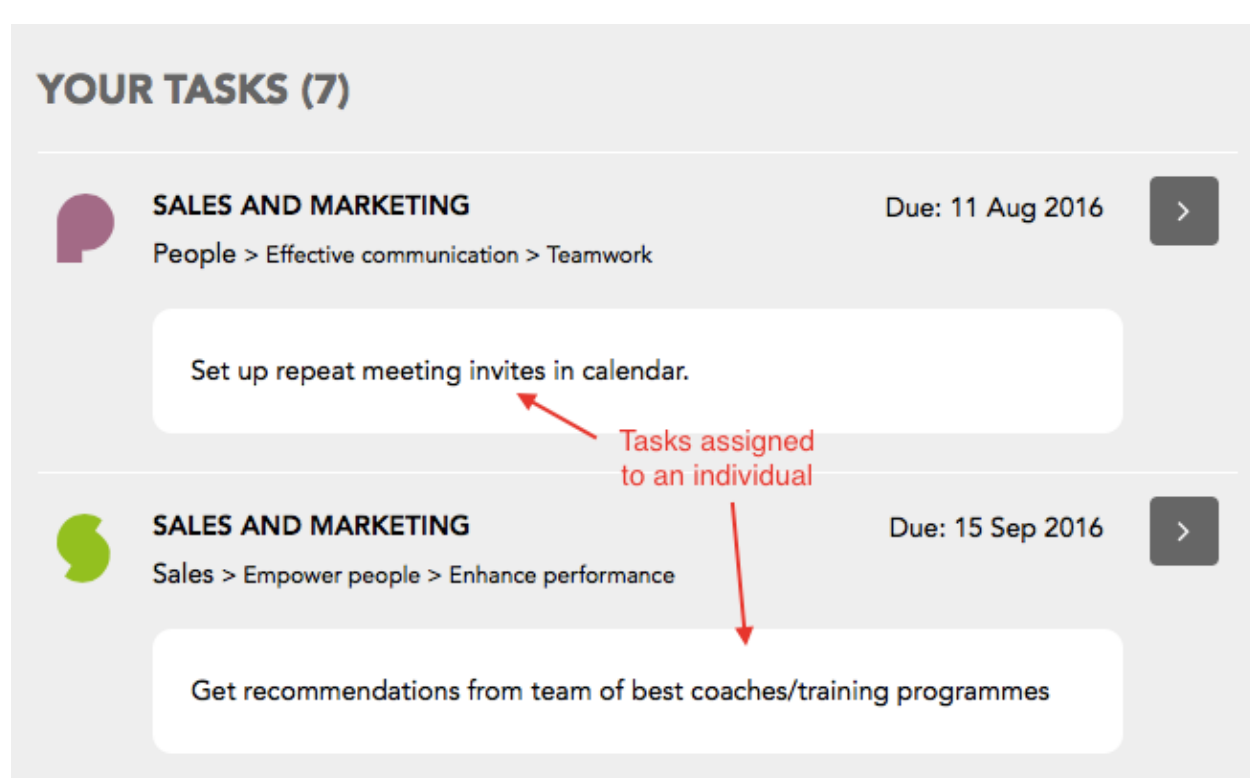 YOUR TASKS (7)
SALES AND MARKETING
Due: 11 Aug 2016
People > Effective communication > Teamwork
Set up repeat meeting invites in calendar.
Tasks assigned
to an individual
SALES AND MARKETING
Due: 15 Sep 2016
Sales > Empower people > Enhance performance
Get recommendations from team of best coaches/training programmes